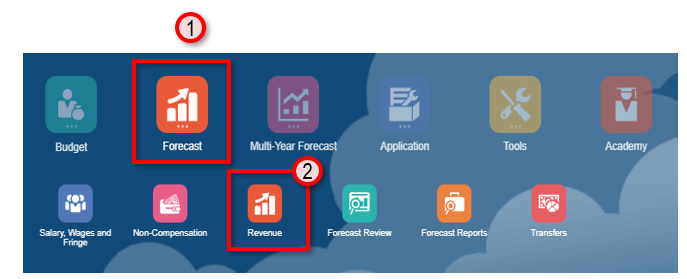 1
Budget
Forecast
Multi-Year Forecast
Application
Tools
Academy
2
Salary, Wages and
Fringe
Non-Compensation
Revenue
Forecast Review
Forecast Reports
Transfers